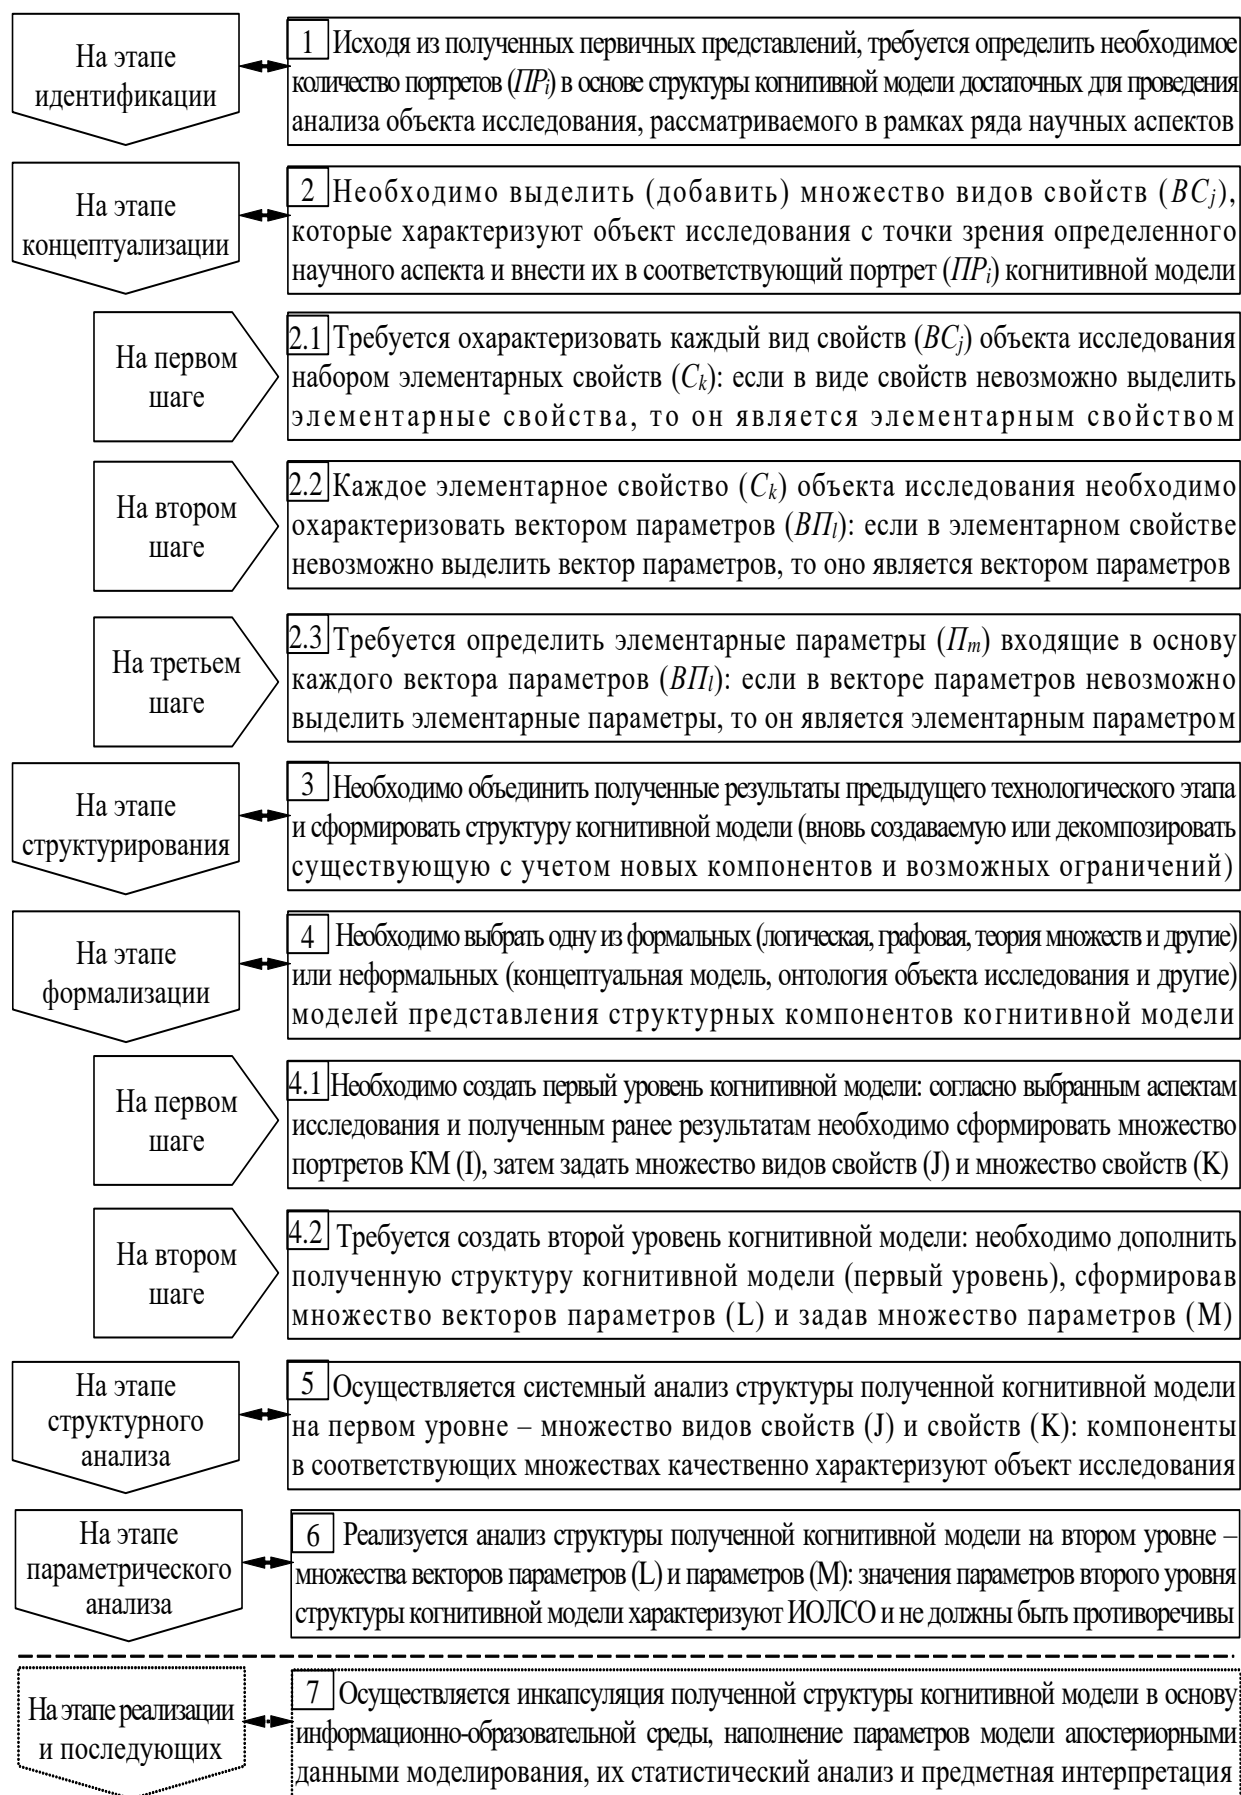 На этапе
идентификации
1 Исходя из полученных первичных представлений, требуется определить необходимое
количество портретов (ПРi) в основе структуры когнитивной модели достаточных для проведения
анализа объекта исследования, рассматриваемого в рамках ряда научных аспектов
На этапе
концептуализации
2 Необходимо выделить (добавить) множество видов свойств (ВСj),
которые характеризуют объект исследования с точки зрения определенного
научного аспекта и внести их в соответствующий портрет (ПРi) когнитивной модели
На первом
шаге
2.1 Требуется охарактеризовать каждый вид свойств (ВСj) объекта исследования
набором элементарных свойств (Сk): если в виде свойств невозможно выделить
элементарные свойства, то он является элементарным свойством
На втором
шаге
2.2 Каждое элементарное свойство (Сk) объекта исследования необходимо
охарактеризовать вектором параметров (ВПl): если в элементарном свойстве
невозможно выделить вектор параметров, то оно является вектором параметров
На третьем
шаге
2.3 Требуется определить элементарные параметры (Пm) входящие в основу
каждого вектора параметров (ВПl): если в векторе параметров невозможно
выделить элементарные параметры, то он является элементарным параметром
На этапе
структурирования
3 Необходимо объединить полученные результаты предыдущего технологического этапа
и сформировать структуру когнитивной модели (вновь создаваемую или декомпозировать
существующую с учетом новых компонентов и возможных ограничений)
На этапе
формализации
4 Необходимо выбрать одну из формальных (логическая, графовая, теория множеств и другие)
или неформальных (концептуальная модель, онтология объекта исследования и другие)
моделей представления структурных компонентов когнитивной модели
На первом
шаге
4.1 Необходимо создать первый уровень когнитивной модели: согласно выбранным аспектам
исследования и полученным ранее результатам необходимо сформировать множество
портретов КМ (I), затем задать множество видов свойств (J) и множество свойств (K)
На втором
шаге
4.2 Требуется создать второй уровень когнитивной модели: необходимо дополнить
полученную структуру когнитивной модели (первый уровень), сформировав
множество векторов параметров (L) и задав множество параметров (M)
На этапе
структурного
анализа
5 Осуществляется системный анализ структуры полученной когнитивной модели
на первом уровне – множество видов свойств (J) и свойств (K): компоненты
в соответствующих множествах качественно характеризуют объект исследования
На этапе
параметрического
анализа
6 Реализуется анализ структуры полученной когнитивной модели на втором уровне –
множества векторов параметров (L) и параметров (M): значения параметров второго уровня
структуры когнитивной модели характеризуют ИОЛСО и не должны быть противоречивы
На этапе реализации
и последующих
7 Осуществляется инкапсуляция полученной структуры когнитивной модели в основу
информационно-образовательной среды, наполнение параметров модели апостериорными
данными моделирования, их статистический анализ и предметная интерпретация